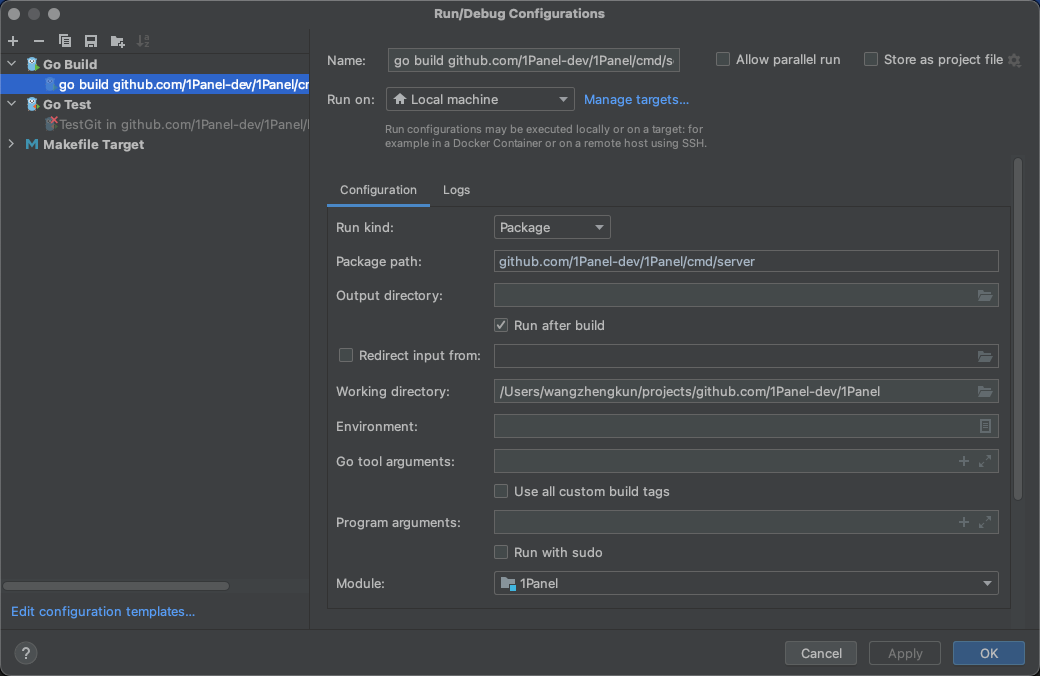 Run/Debug Configurations
Go Build
go build github.com/1Panel-dev/1Panel/cr
Go Test
TestGit in github.com/1Panel-dev/1Panel/
Makefile Target
Edit configuration templates...
Name: go build github.com/1Panel-dev/1Panel/cmd/s
Allow parallel run
Store as project file
Run on: Local machine Manage targets...
Run configurations may be executed locally or on a target: for
example in a Docker Container or on a remote host using SSH.
Configuration Logs
Run kind: Package
Package path: github.com/1Panel-dev/1Panel/cmd/server
Output directory:
Run after build
Redirect input from:
Working directory: /Users/wangzhengkun/projects/github.com/1Panel-dev/1Panel
Environment:
Go tool arguments:
Use all custom build tags
Program arguments:
Run with sudo
Module: 1Panel
? Cancel Apply OK